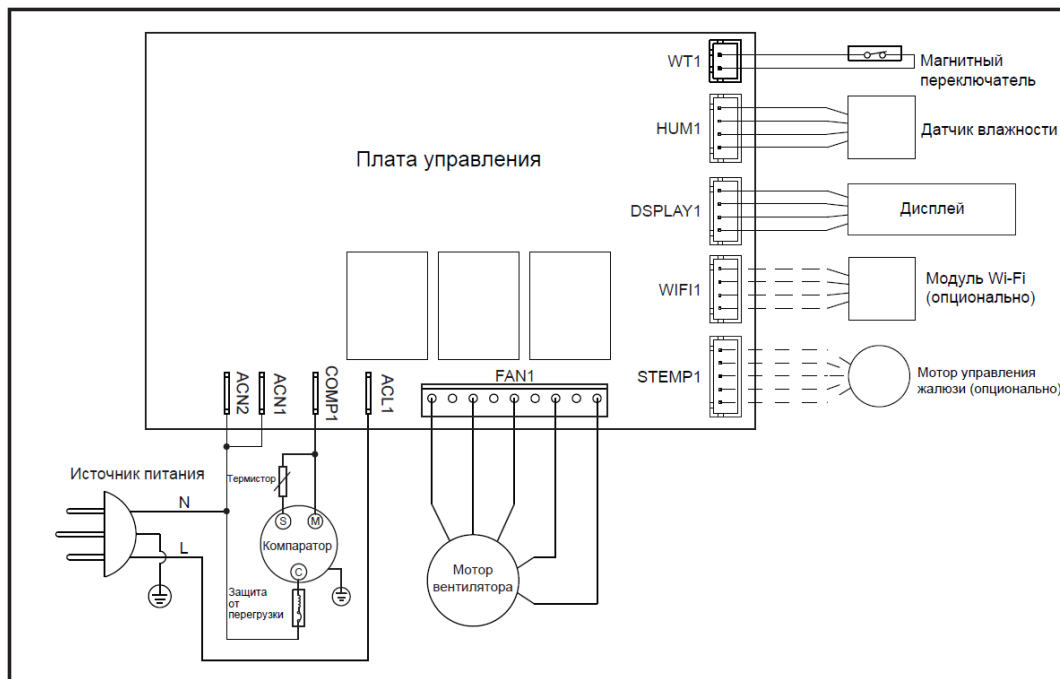 WT1
Магнитный
переключатель
HUM1
Датчик влажности
Плата управления
DSPLAY1
Дисплей
WIFI1
Модуль Wi-Fi
(опционально)
STEMP1
Мотор управления
жалюзи (опционально)
ACN2
ACN1
COMP1
ACL1
FAN1
Источник питания
N
L
Термистор
S
M
Компаратор
C
Защита
от
перегрузки
Мотор
вентилятора